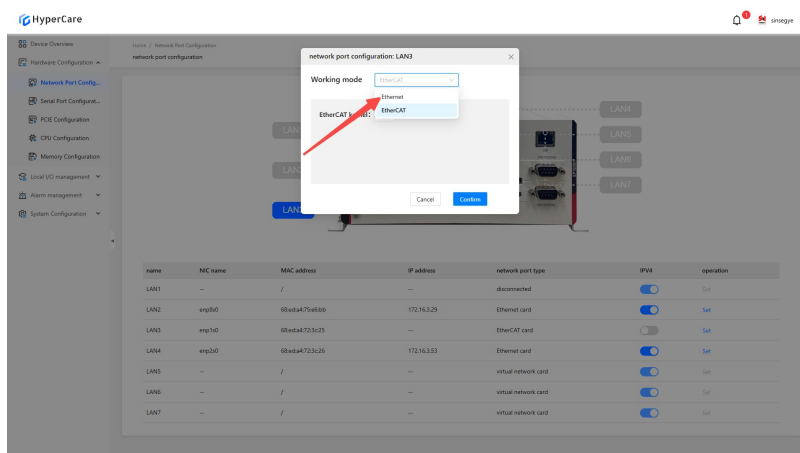 HyperCare
1
sinsegye
Device Overview
Hardware Configuration
Network Port Config...
Serial Port Configurat...
PCIE Configuration
CPU Configuration
Memory Configuration
Local I/O management
Alarm management
System Configuration
Home / Network Port Configuration
network port configuration
network port configuration: LAN3
Working mode
EtherCAT
Ethernet
EtherCAT
Cancel
Confirm
LAN4
LAN5
LAN6
LAN7
name NIC name MAC address IP address network port type IPV4 operation
LAN1 -- / --- disconnected Set
LAN2 enp8s0 68:ed:a4:75:e6:bb 172.16.3.29 Ethernet card Set
LAN3 enp1s0 68:ed:a4:72:3c:25 --- EtherCAT card Set
LAN4 enp2s0 68:ed:a4:72:3c:26 172.16.3.53 Ethernet card Set
LAN5 -- / --- virtual network card Set
LAN6 -- / --- virtual network card Set
LAN7 -- / --- virtual network card Set